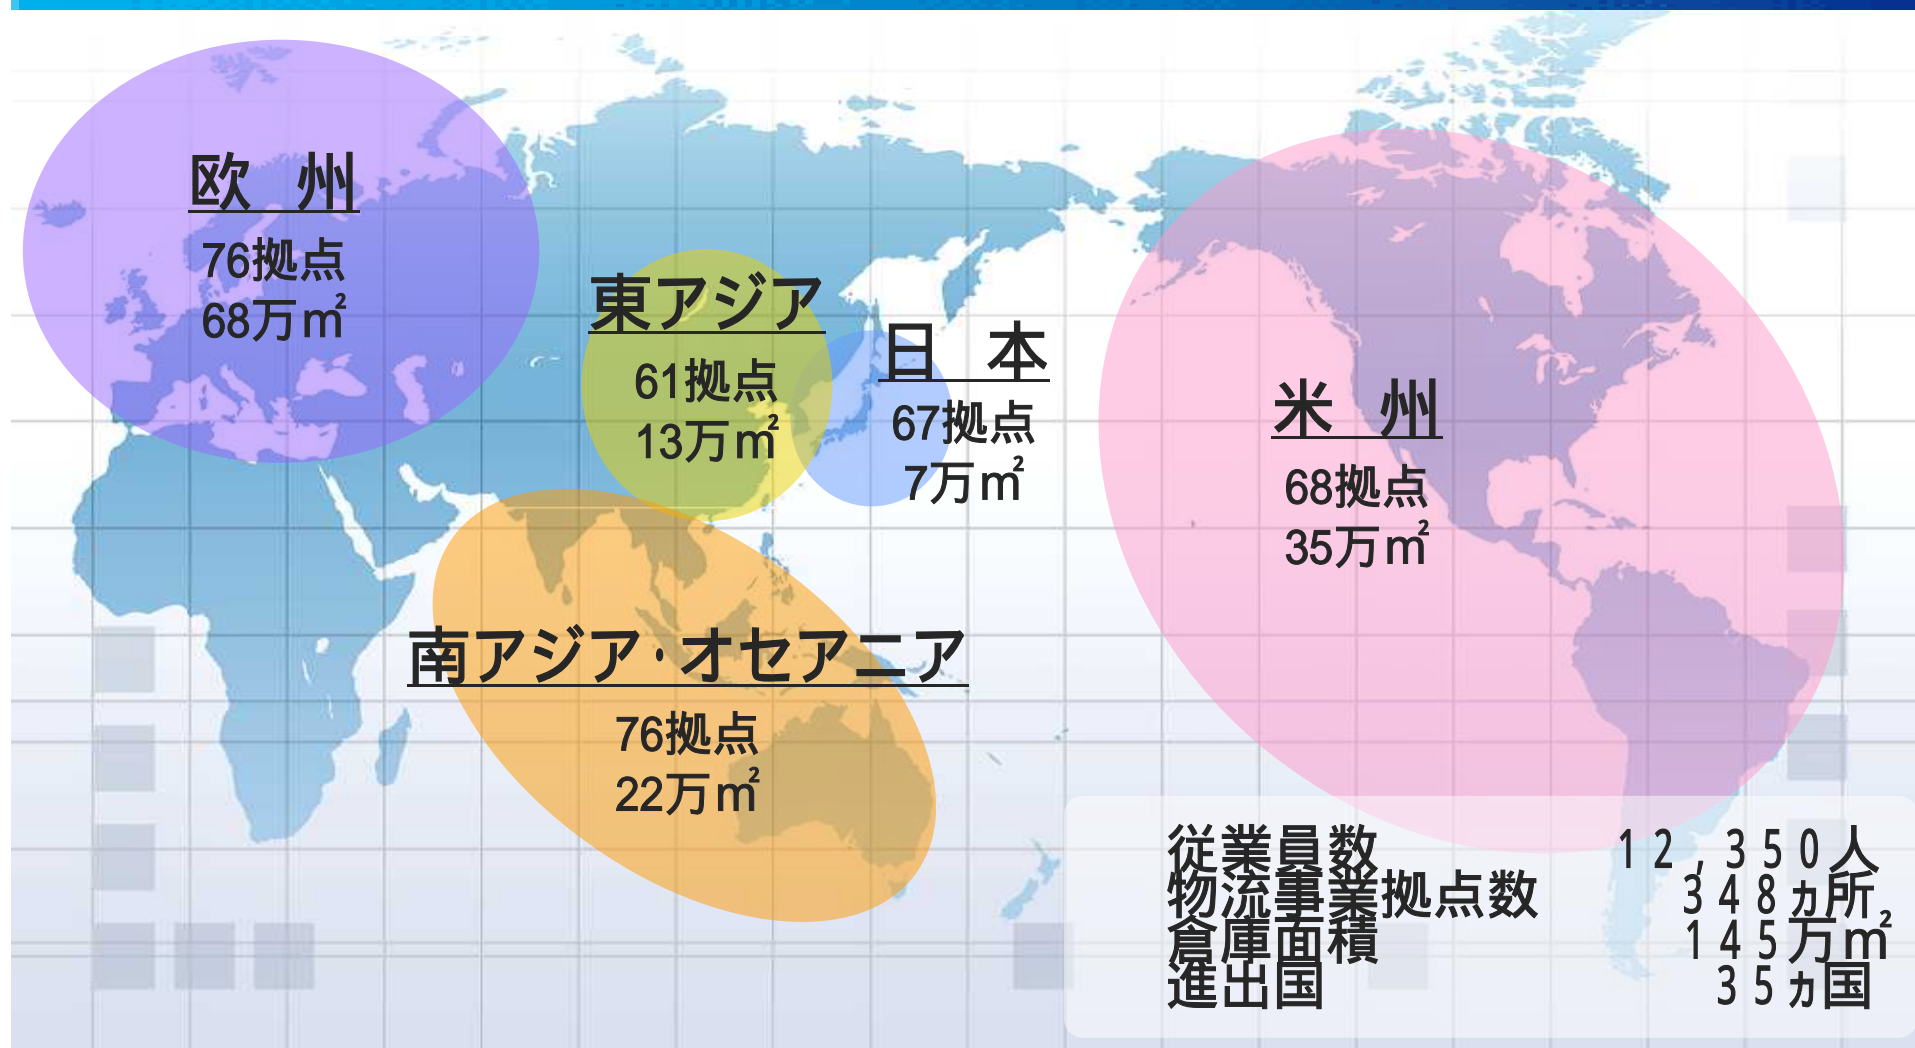 欧 州
76拠点
68万㎡
東アジア
61拠点
13万㎡
日 本
67拠点
7万㎡
米 州
68拠点
35万㎡
南アジア・オセアニア
76拠点
22万㎡
従業員数 12,350人
物流事業拠点数 348ヵ所
倉庫面積 145万㎡
進出国 35ヵ国